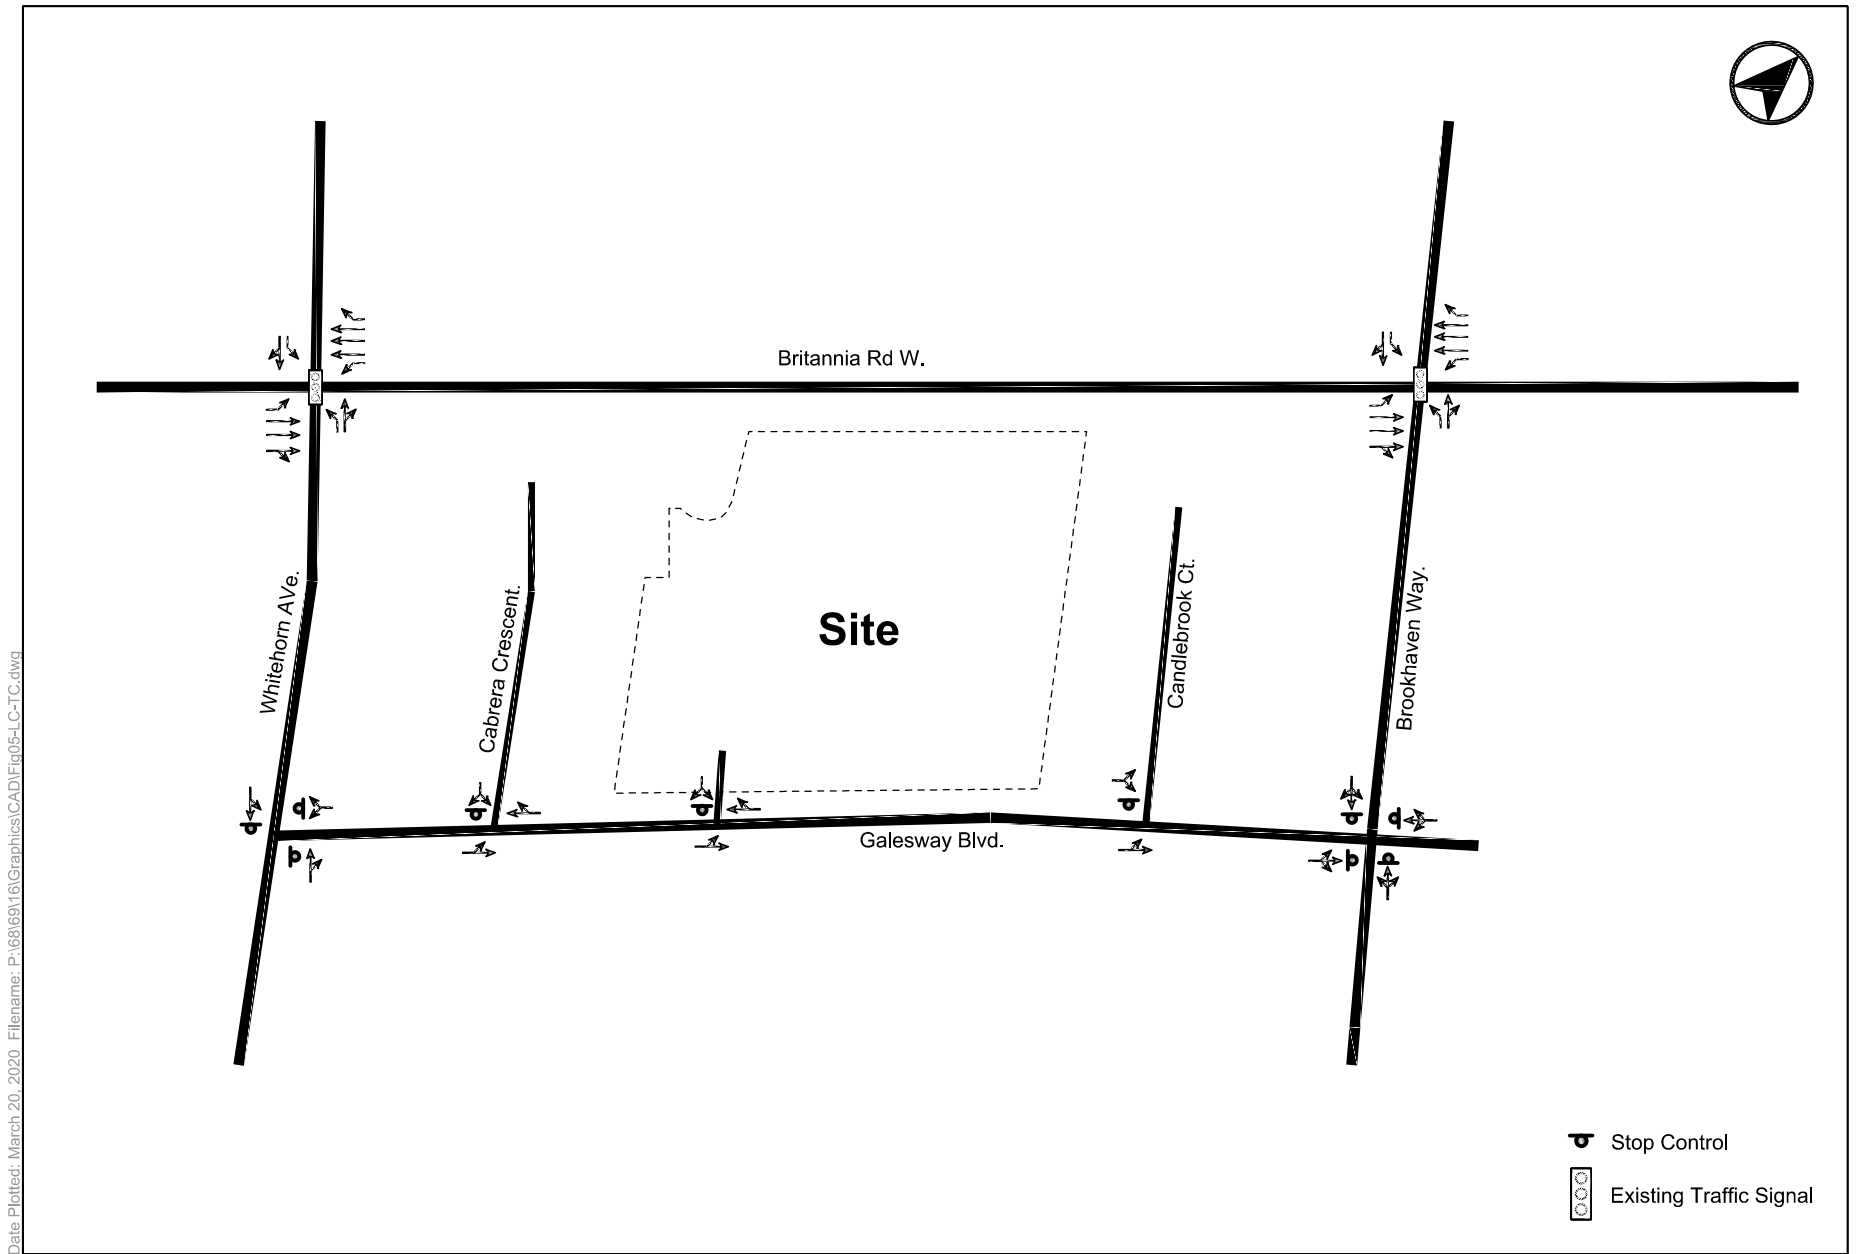 Britannia Rd W.
Whitehorn AVe.
Cabrera Crescent.
Site
Candlebrook Ct.
Brookhaven Way.
Galesway Blvd.
Stop Control
Existing Traffic Signal
Date Plotted: March 20, 2020 Filename: P:\68\69\16\Graphics\CAD\Fig05-LC-TC.dwg